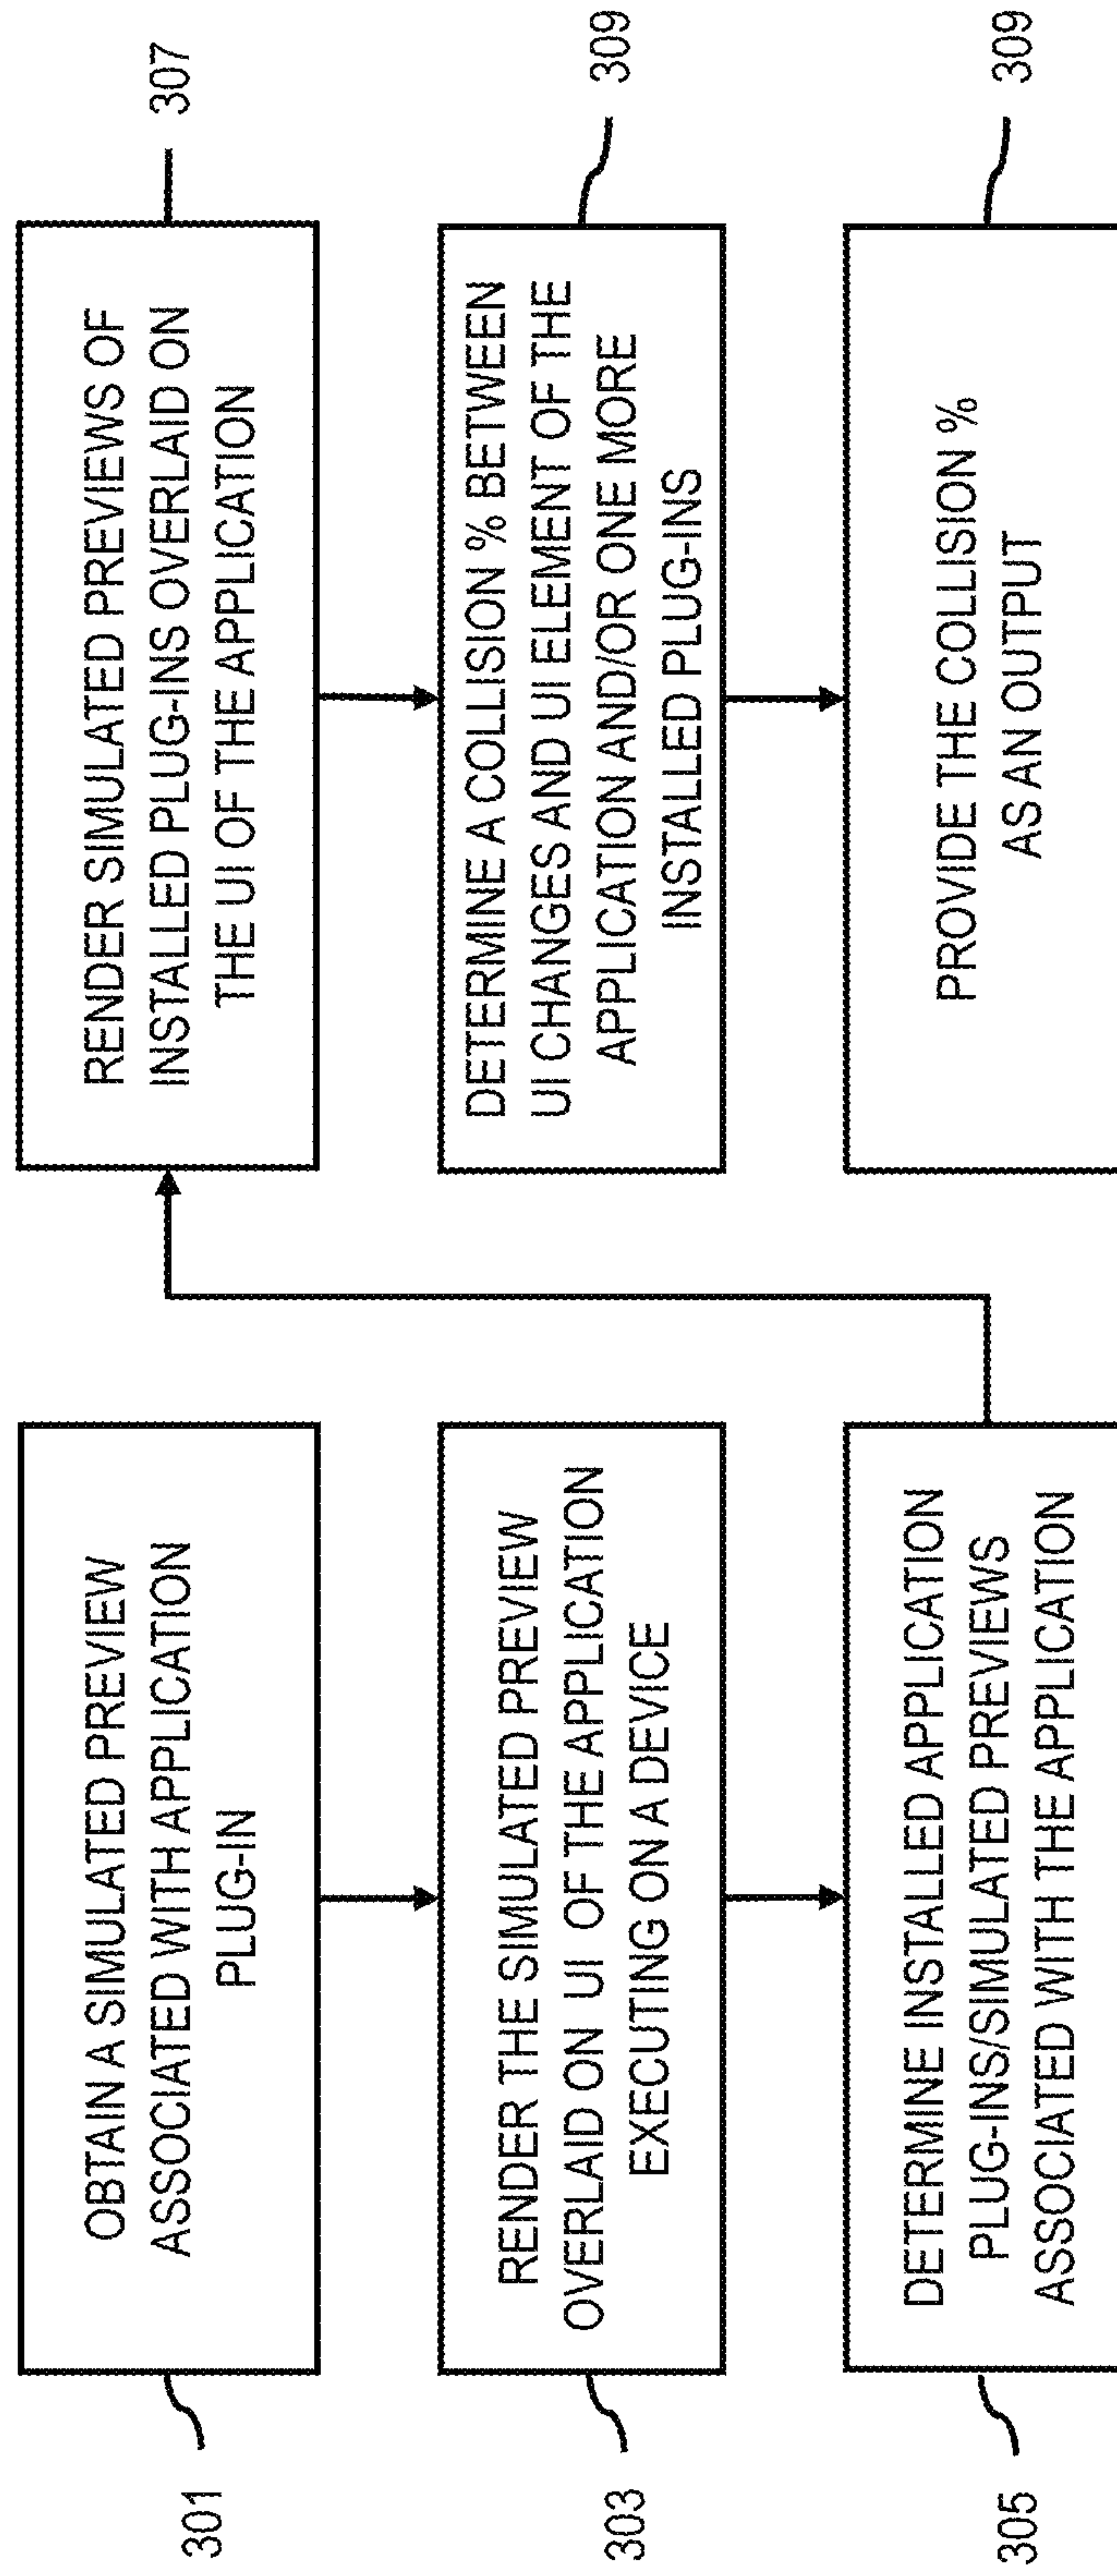 301
OBTAIN A SIMULATED PREVIEW
ASSOCIATED WITH APPLICATION
PLUG-IN
303
RENDER THE SIMULATED PREVIEW
OVERLAID ON UI OF THE APPLICATION
EXECUTING ON A DEVICE
305
DETERMINE INSTALLED APPLICATION
PLUG-INS/SIMULATED PREVIEWS
ASSOCIATED WITH THE APPLICATION
307
RENDER SIMULATED PREVIEWS OF
INSTALLED PLUG-INS OVERLAID ON
THE UI OF THE APPLICATION
309
DETERMINE A COLLISION % BETWEEN
UI CHANGES AND UI ELEMENT OF THE
APPLICATION AND/OR ONE MORE
INSTALLED PLUG-INS
309
PROVIDE THE COLLISION %
AS AN OUTPUT